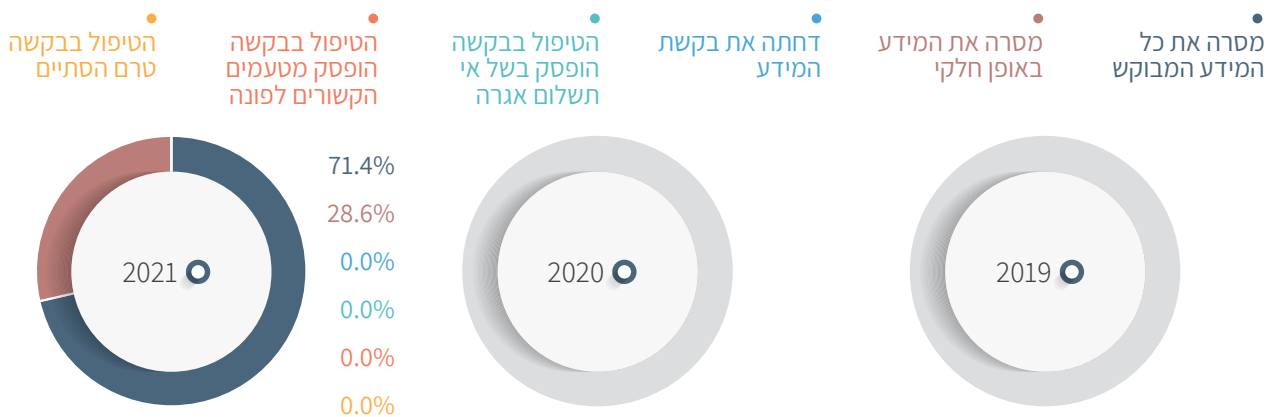 מסרה את כל
המידע המבוקש
מסרה את המידע
באופן חלקי
דחתה את בקשת
המידע
הטיפול בבקשה
הופסק בשל אי
תשלום אגרה
הטיפול בבקשה
הופסק מטעמים
הקשורים לפונה
הטיפול בבקשה
טרם הסתיים
2019
2020
2021
71.4%
28.6%
0.0%
0.0%
0.0%
0.0%